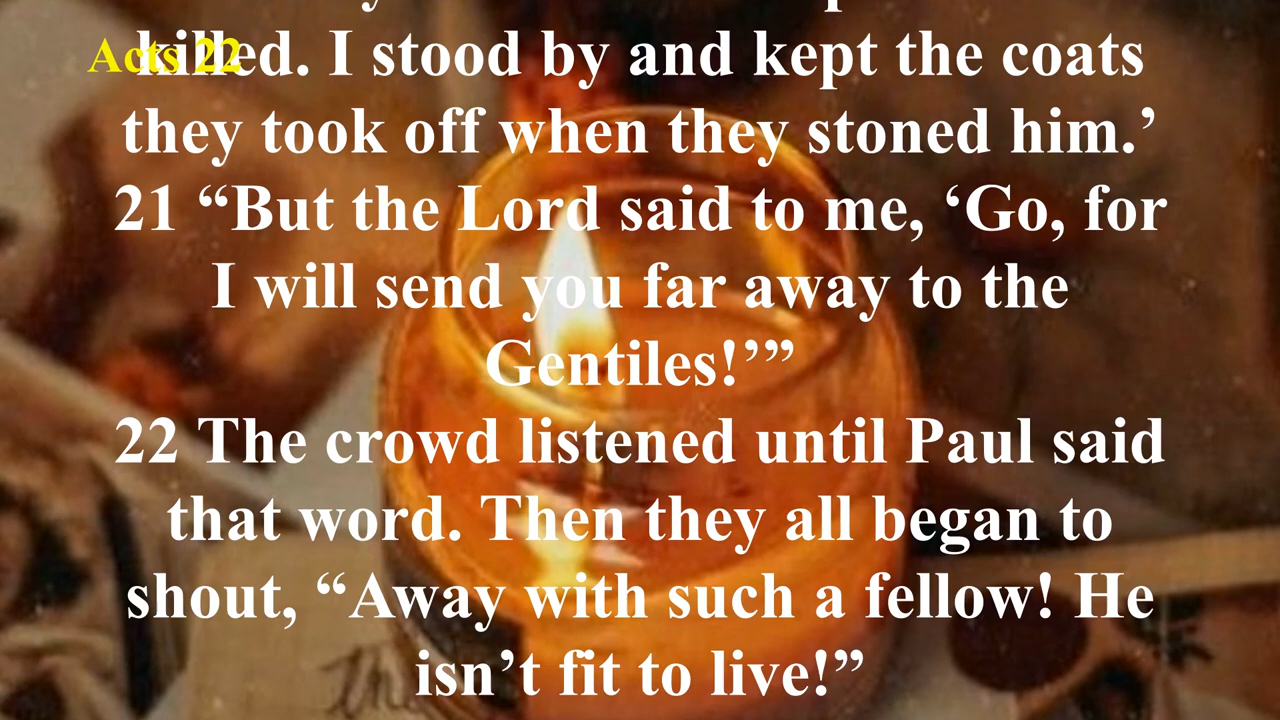 Acts 22
killed. I stood by and kept the coats
they took off when they stoned him.’
21 “But the Lord said to me, ‘Go, for
I will send you far away to the
Gentiles!’”
22 The crowd listened until Paul said
that word. Then they all began to
shout, “Away with such a fellow! He
isn’t fit to live!”